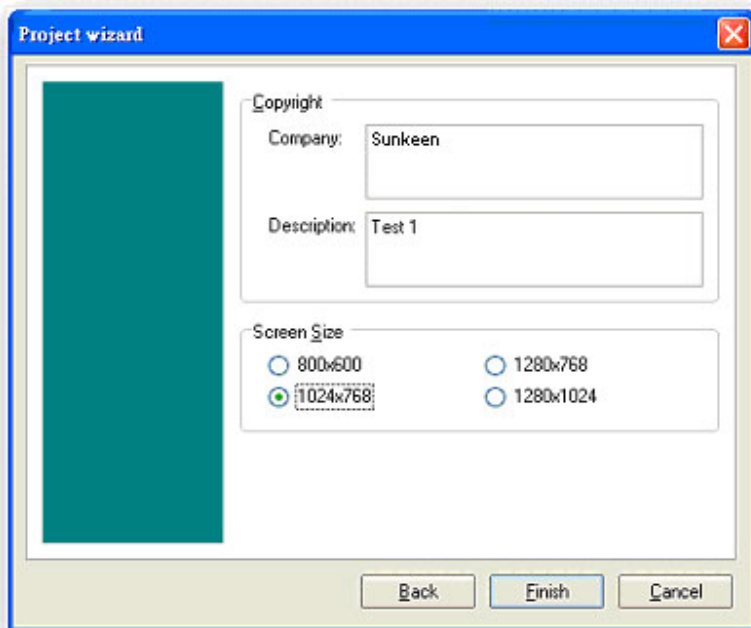 Project wizard
Copyright
Company: Sunkeen
Description: Test 1
Screen Size
800x600 1280x768
1024x768 1280x1024
Back Finish Cancel